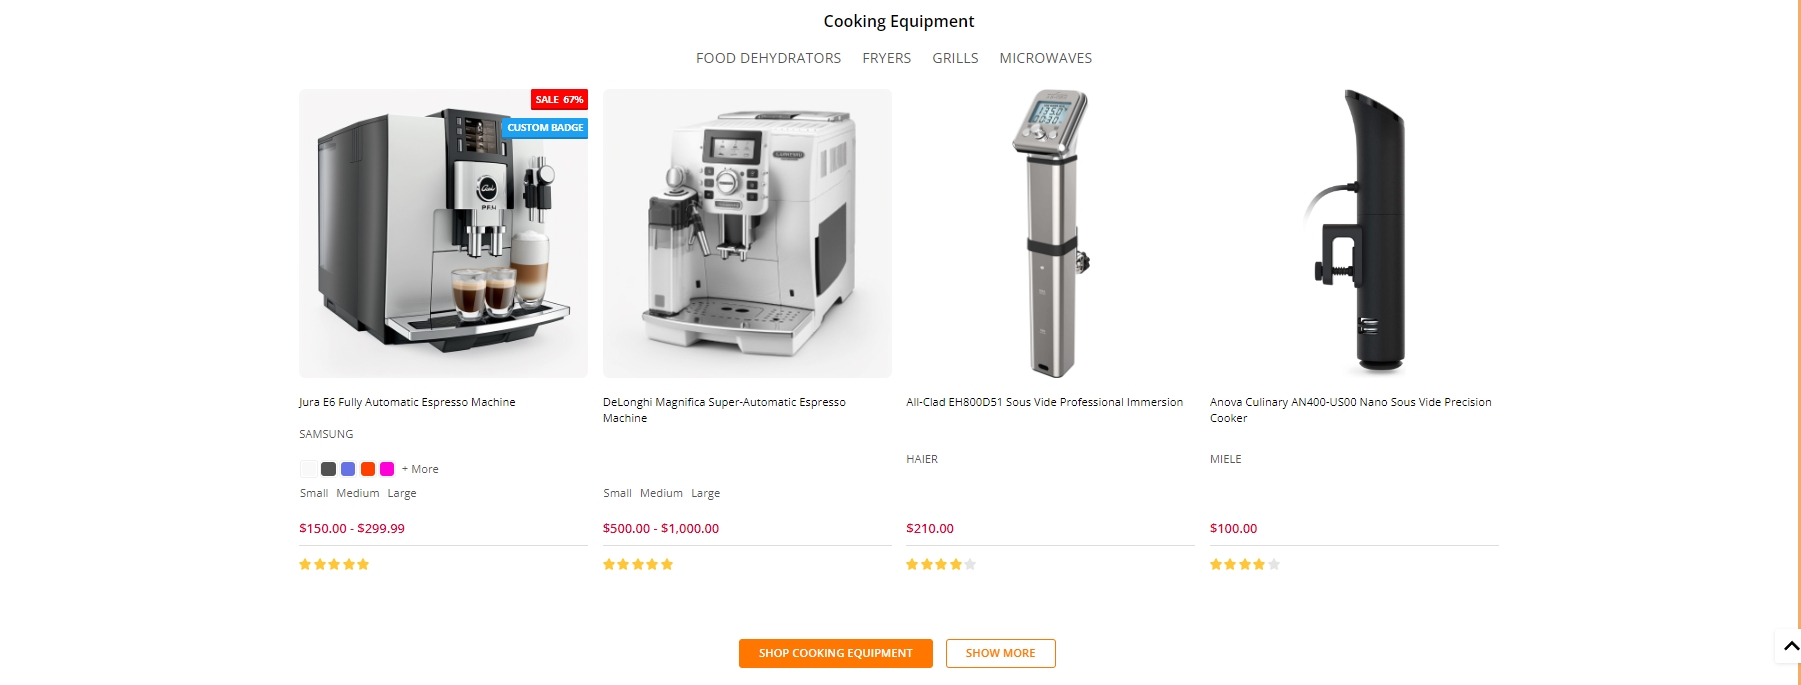 Cooking Equipment
FOOD DEHYDRATORS FRYERS GRILLS MICROWAVES
SALE 67%
CUSTOM BADGE
Jura E6 Fully Automatic Espresso Machine
SAMSUNG
+ More
Small Medium Large
$150.00 - $299.99
DeLonghi Magnifica Super-Automatic Espresso
Machine
Small Medium Large
$500.00 - $1,000.00
All-Clad EH800D51 Sous Vide Professional Immersion
HAIER
$210.00
Anova Culinary AN400-US00 Nano Sous Vide Precision
Cooker
MIELE
$100.00
SHOP COOKING EQUIPMENT
SHOW MORE